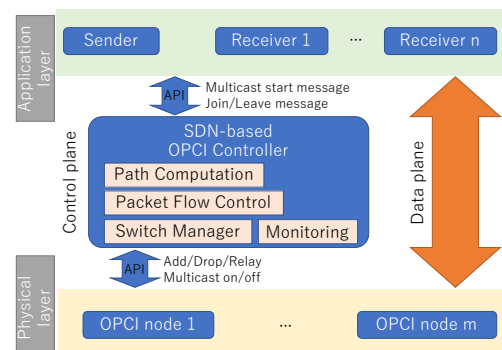 Application
layer
Sender
Receiver 1
...
Receiver n
API
Multicast start message
Join/Leave message
Control plane
SDN-based
OPCI Controller
Path Computation
Packet Flow Control
Switch Manager
Monitoring
Data plane
API
Add/Drop/Relay
Multicast on/off
Physical
layer
OPCI node 1
...
OPCI node m